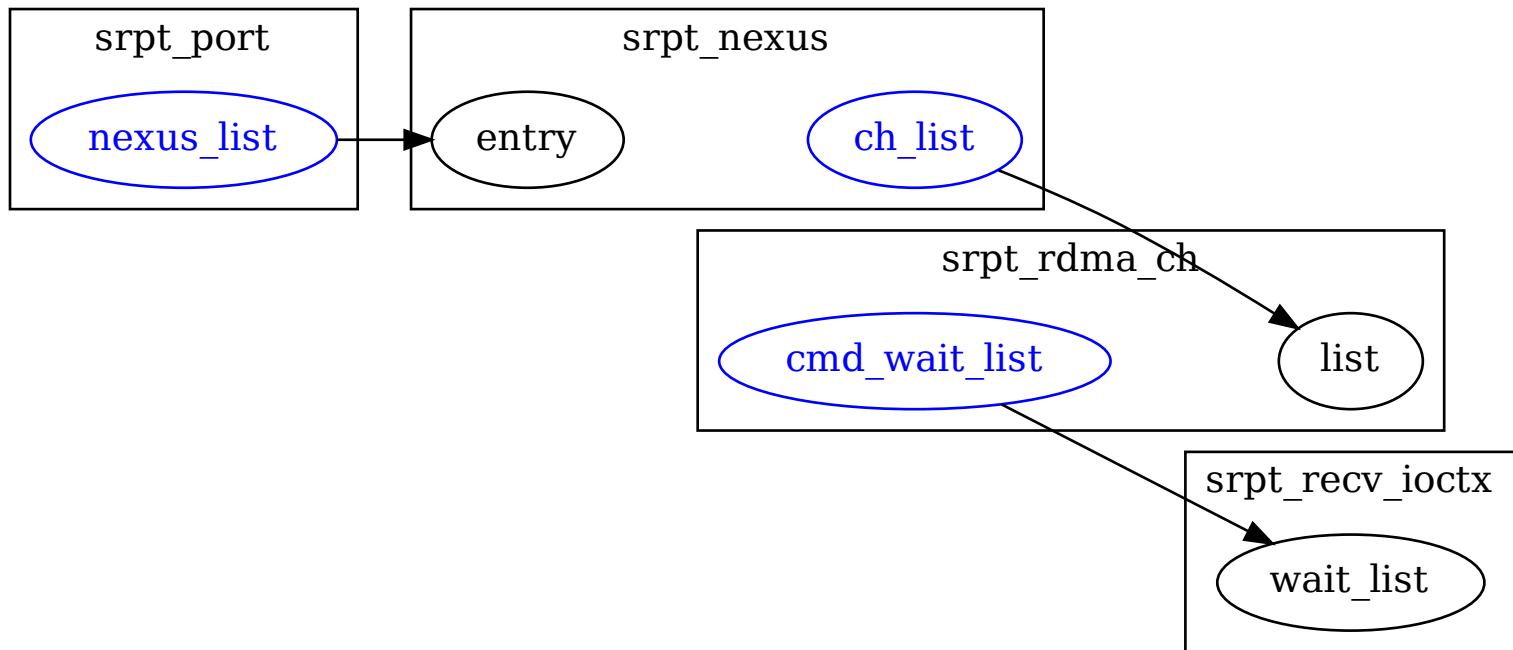 srpt_port
srpt_nexus
nexus_list
entry
ch_list
srpt_rdma_ch
cmd_wait_list
list
srpt_recv_ioctx
wait_list